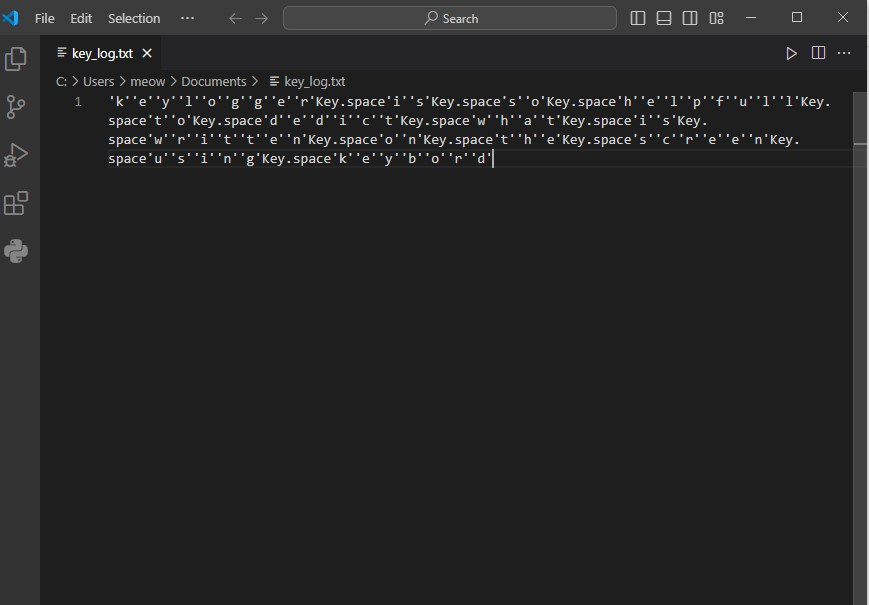 File Edit Selection ··· Search
key_log.txt
C: > Users > meow > Documents > key_log.txt
1 'k''e''y''l''o''g''g''e''r'Key.space'i''s'Key.space's''o'Key.space'h''e''l''p''f''u''l''l'Key.
space't''o'Key.space'd''e''d''i''c''t'Key.space'w''h''a''t'Key.space'i''s'Key.
space'w''r''i''t''t''e''n'Key.space'o''n'Key.space't''h''e'Key.space's''c''r''e''e''n'Key.
space'u''s''i''n''g'Key.space'k''e''y''b''o''r''d'